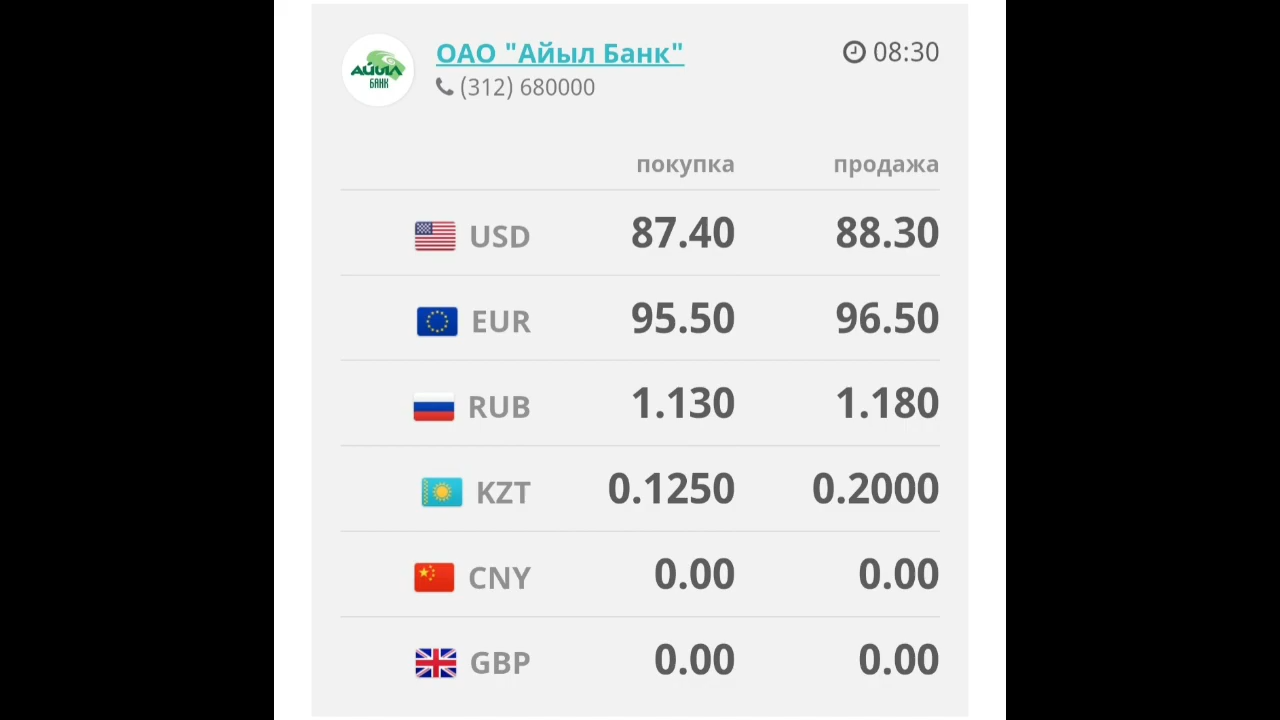 ОАО "Айыл Банк"
08:30
АЙЫЛ
БАНК
(312) 680000
покупка продажа
USD 87.40 88.30
EUR 95.50 96.50
RUB 1.130 1.180
KZT 0.1250 0.2000
CNY 0.00 0.00
GBP 0.00 0.00